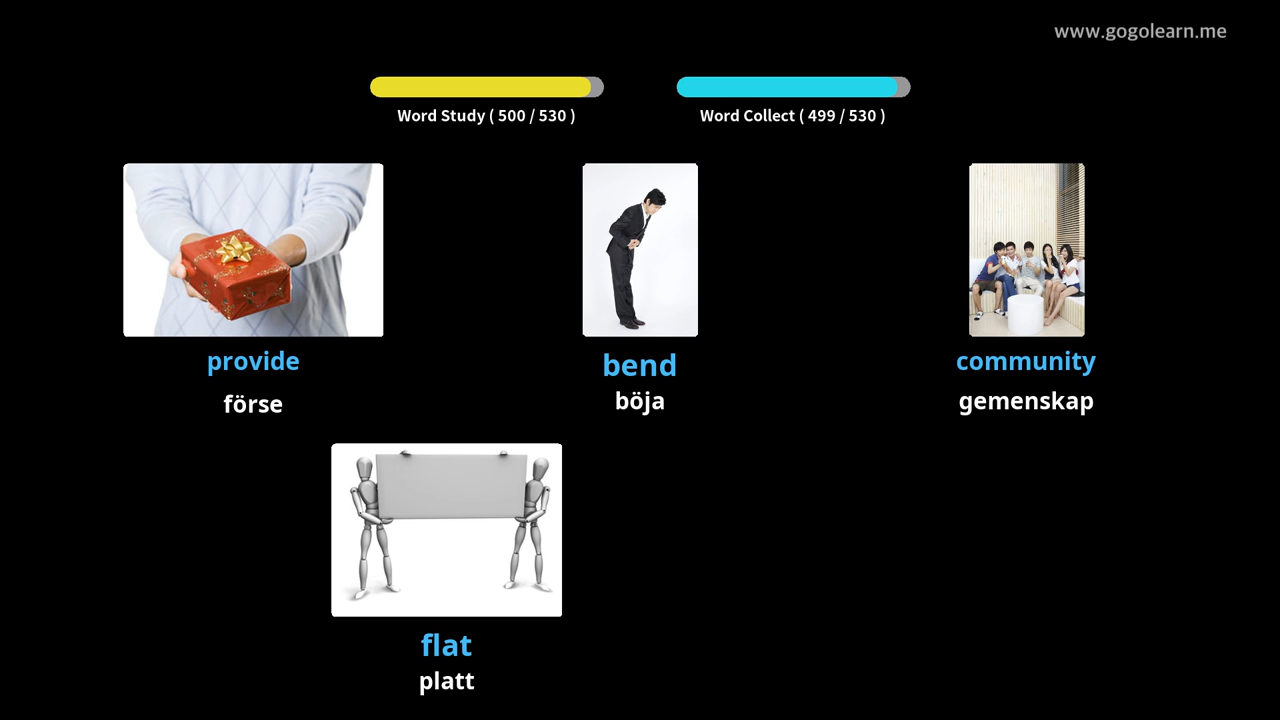 www.gogolearn.me
Word Study ( 500 / 530 )
Word Collect ( 499 / 530 )
provide
förse
bend
böja
community
gemenskap
flat
platt